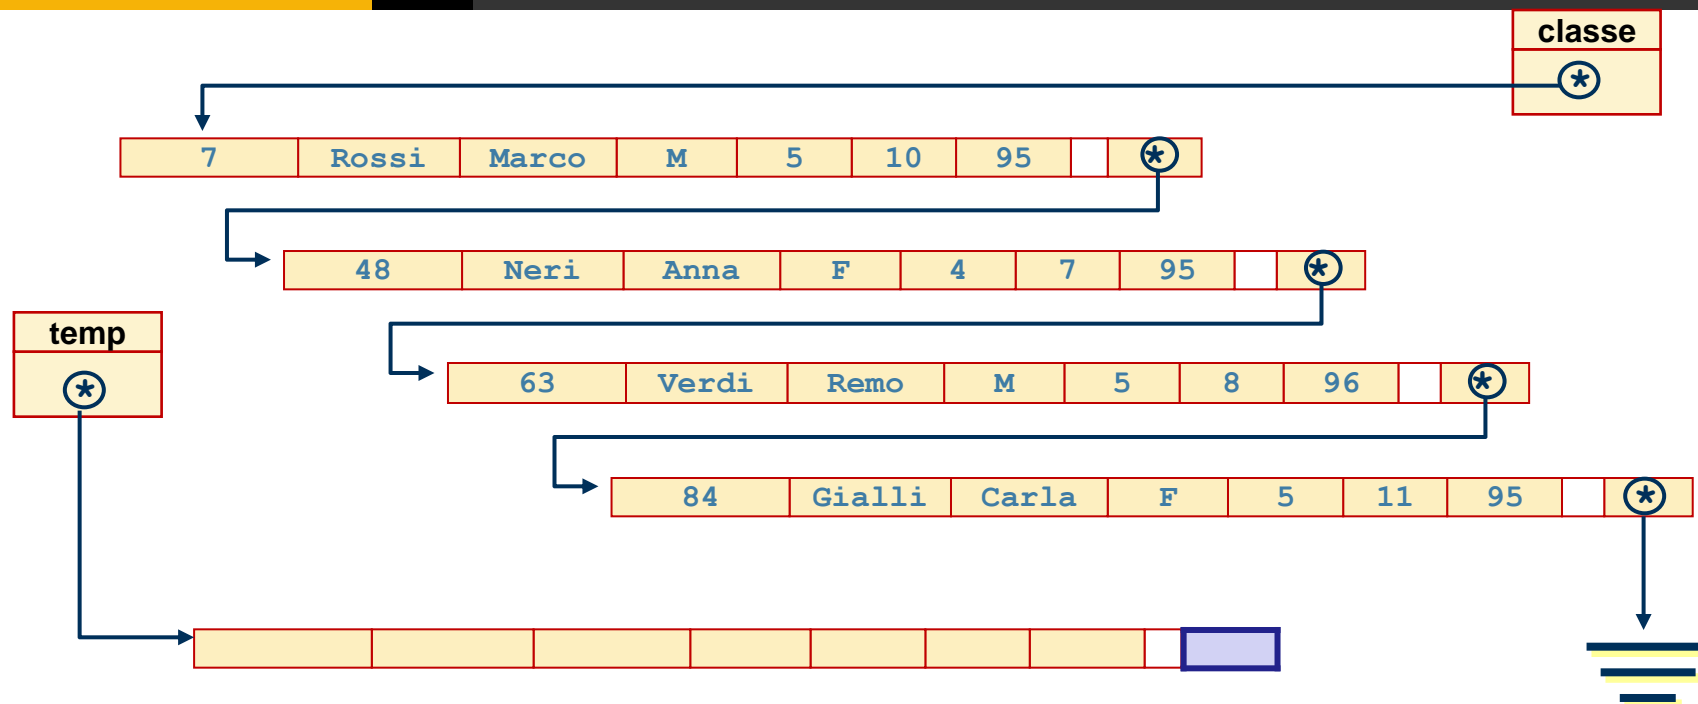 classe
*
7 Rossi Marco M 5 10 95 *
48 Neri Anna F 4 7 95 *
temp
*
63 Verdi Remo M 5 8 96 *
84 Gialli Carla F 5 11 95 *